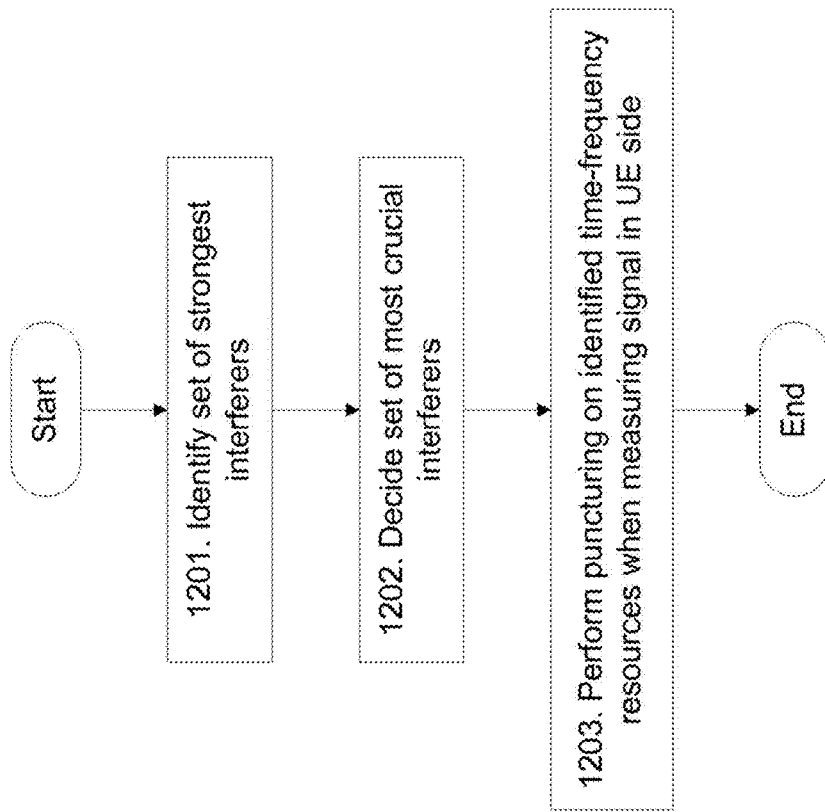 Start
1201. Identify set of strongest
interferers
1202. Decide set of most crucial
interferers
1203. Perform puncturing on identified time-frequency
resources when measuring signal in UE side
End